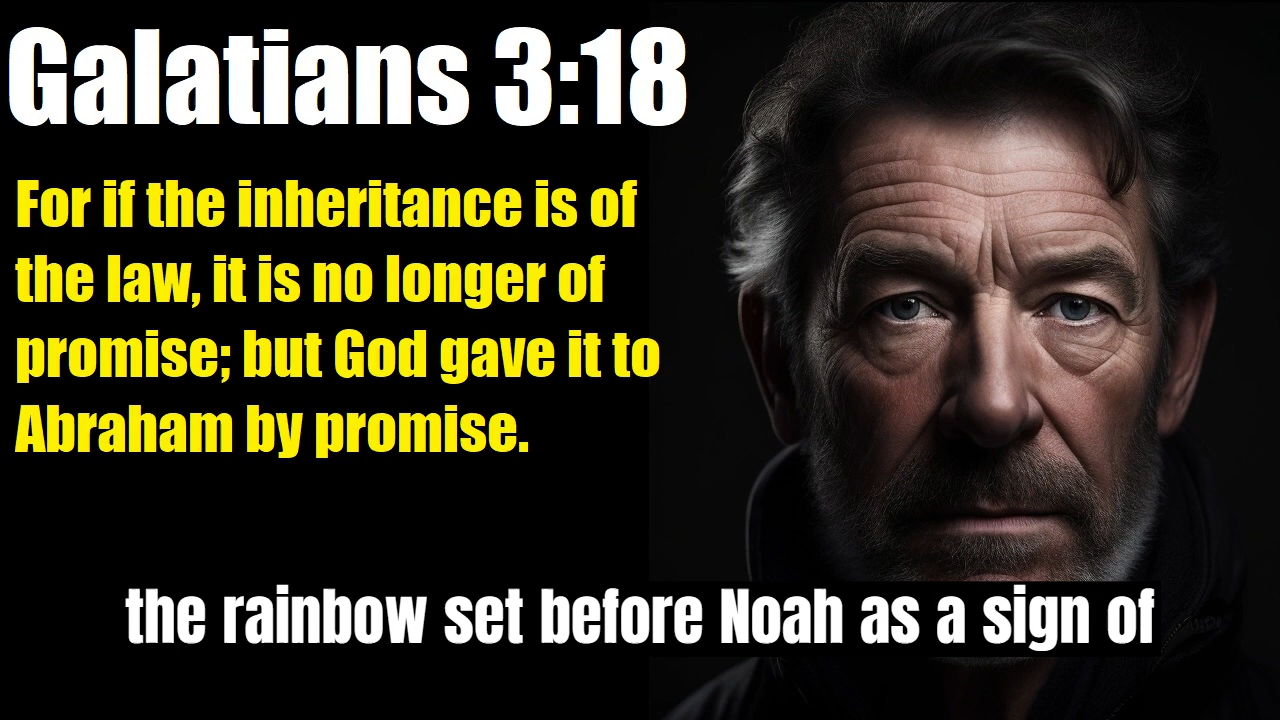 Galatians 3:18
For if the inheritance is of
the law, it is no longer of
promise; but God gave it to
Abraham by promise.
the rainbow set before Noah as a sign of